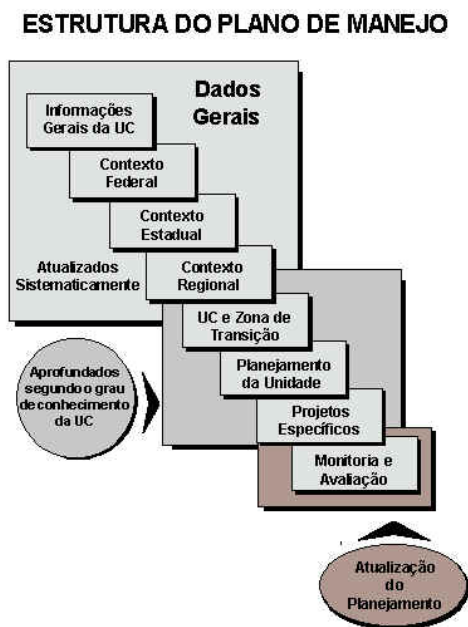 ESTRUTURA DO PLANO DE MANEJO
Dados
Gerais
Informações
Gerais da UC
Contexto
Federal
Contexto
Estadual
Atualizados
Sistematicamente
Contexto
Regional
UC e Zona de
Transição
Aprofundados
segundo o grau
de conhecimento
da UC
Planejamento
da Unidade
Projetos
Específicos
Monitoria e
Avaliação
Atualização
do
Planejamento